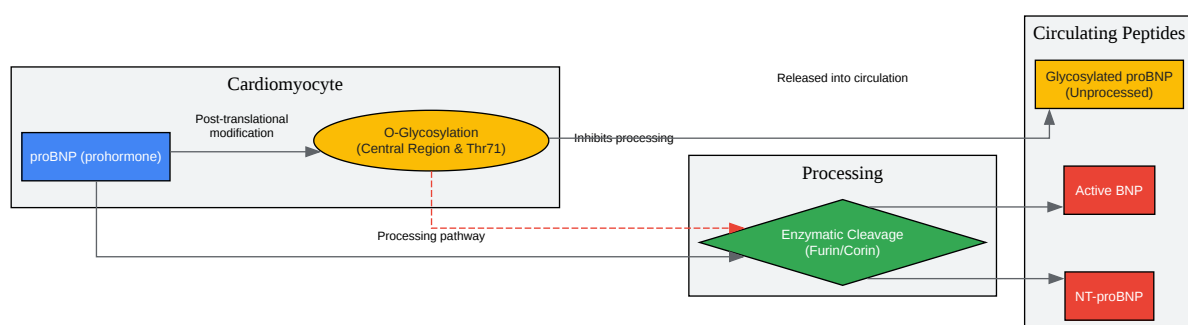 Circulating Peptides
Cardiomyocyte
Released into circulation
Glycosylated proBNP
(Unprocessed)
Post-translational
modification
O-Glycosylation
(Central Region & Thr71)
proBNP (prohormone)
Inhibits processing
Processing
Active BNP
Processing pathway
Enzymatic Cleavage
(Furin/Corin)
NT-proBNP